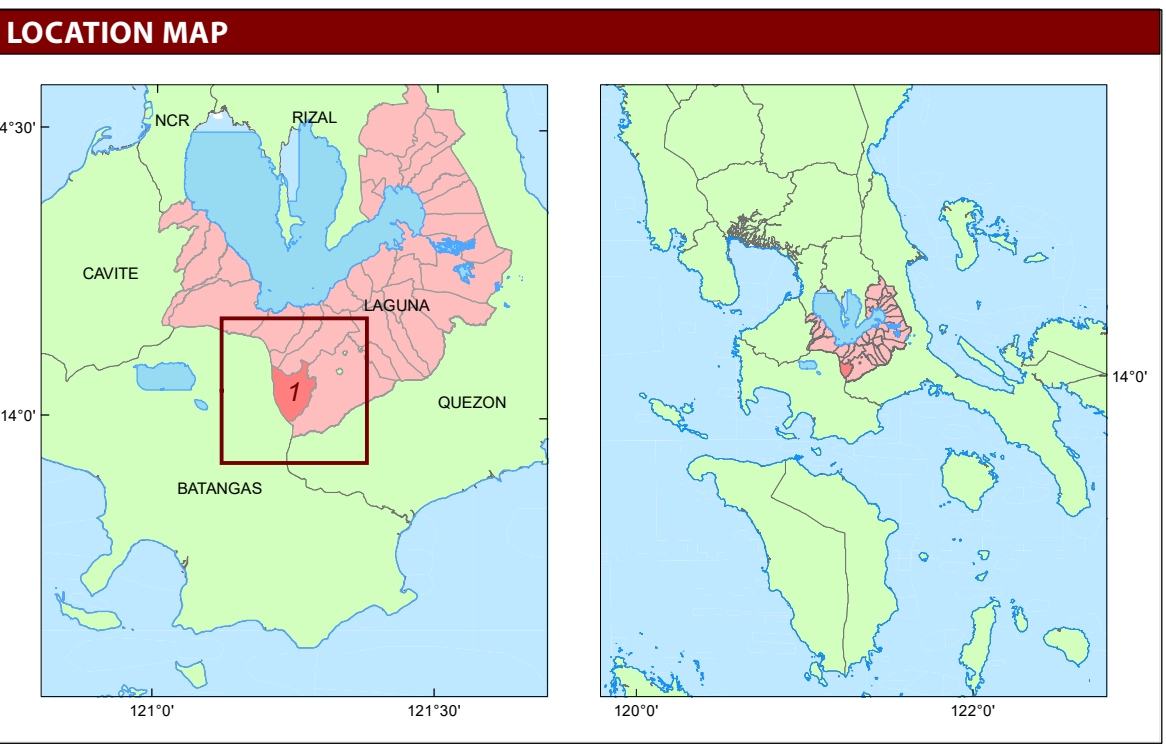 LOCATION MAP
NCR
RIZAL
4°30'
CAVITE
LAGUNA
1
QUEZON
14°0'
BATANGAS
121°0'
121°30'
14°0'
120°0'
122°0'